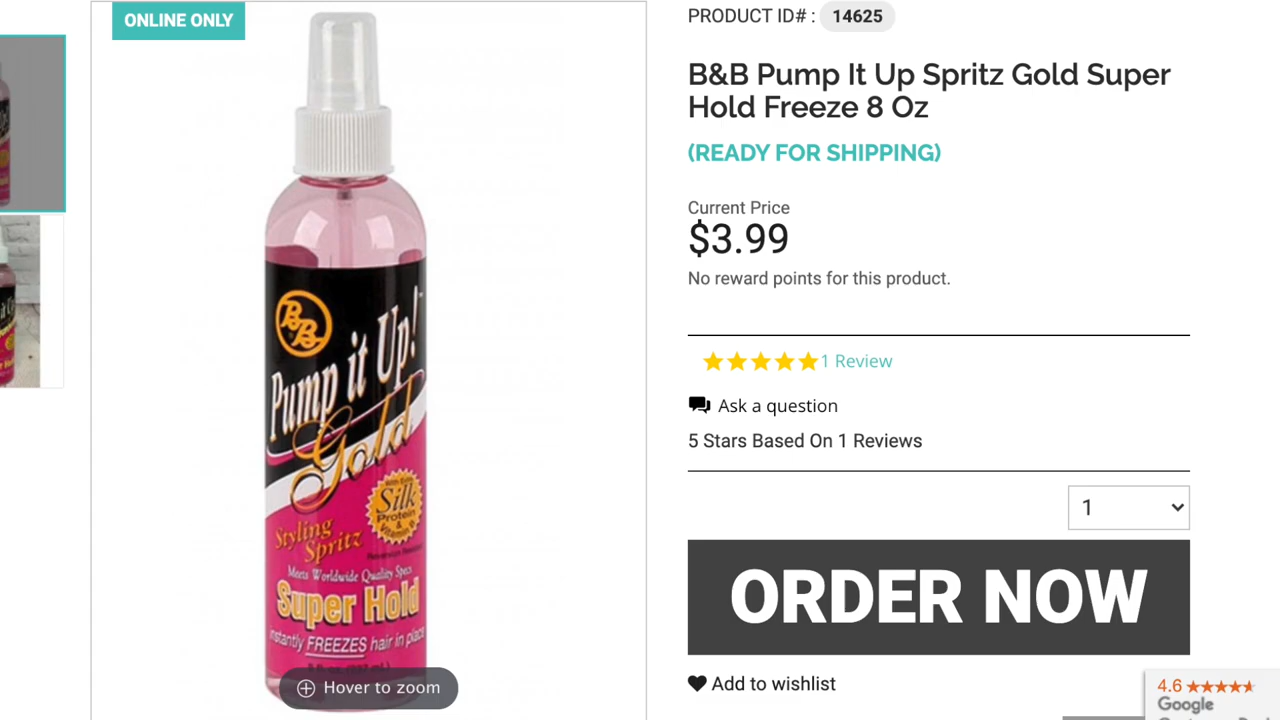 ONLINE ONLY
PRODUCT ID# : 14625
B&B Pump It Up Spritz Gold Super
Hold Freeze 8 Oz
(READY FOR SHIPPING)
Current Price
$3.99
No reward points for this product.
1 Review
Ask a question
5 Stars Based On 1 Reviews
1
ORDER NOW
Add to wishlist
4.6
Google
BB
Pump it Up!
Gold
Silk
Protein
&
Styling
Spritz
Meets Worldwide Quality Specs
Super Hold
instantly FREEZES hair in place
Hover to zoom